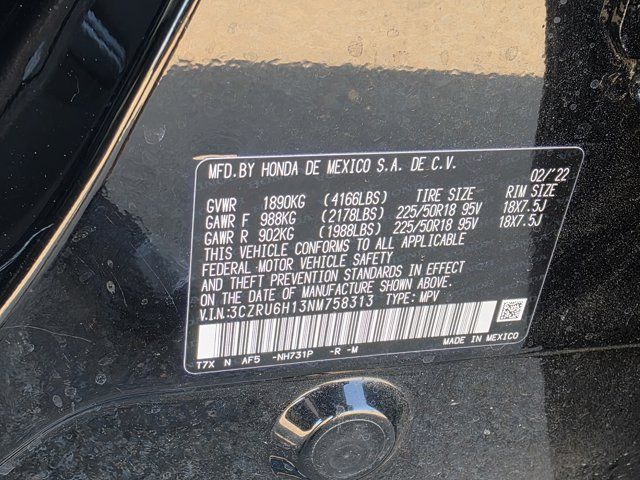 MFD.BY HONDA DE MEXICO S.A. DE C.V. 02/'22
GVWR 1890KG (4166LBS) TIRE SIZE RIM SIZE
GAWR F 988KG (2178LBS) 225/50R18 95V 18X7.5J
GAWR R 902KG (1988LBS) 225/50R18 95V 18X7.5J
THIS VEHICLE CONFORMS TO ALL APPLICABLE
FEDERAL MOTOR VEHICLE SAFETY
AND THEFT PREVENTION STANDARDS IN EFFECT
ON THE DATE OF MANUFACTURE SHOWN ABOVE.
V.I.N:3CZRU6H13NM758313 TYPE: MPV
T7X N AF5 -NH731P -R -M -MADE IN MEXICO